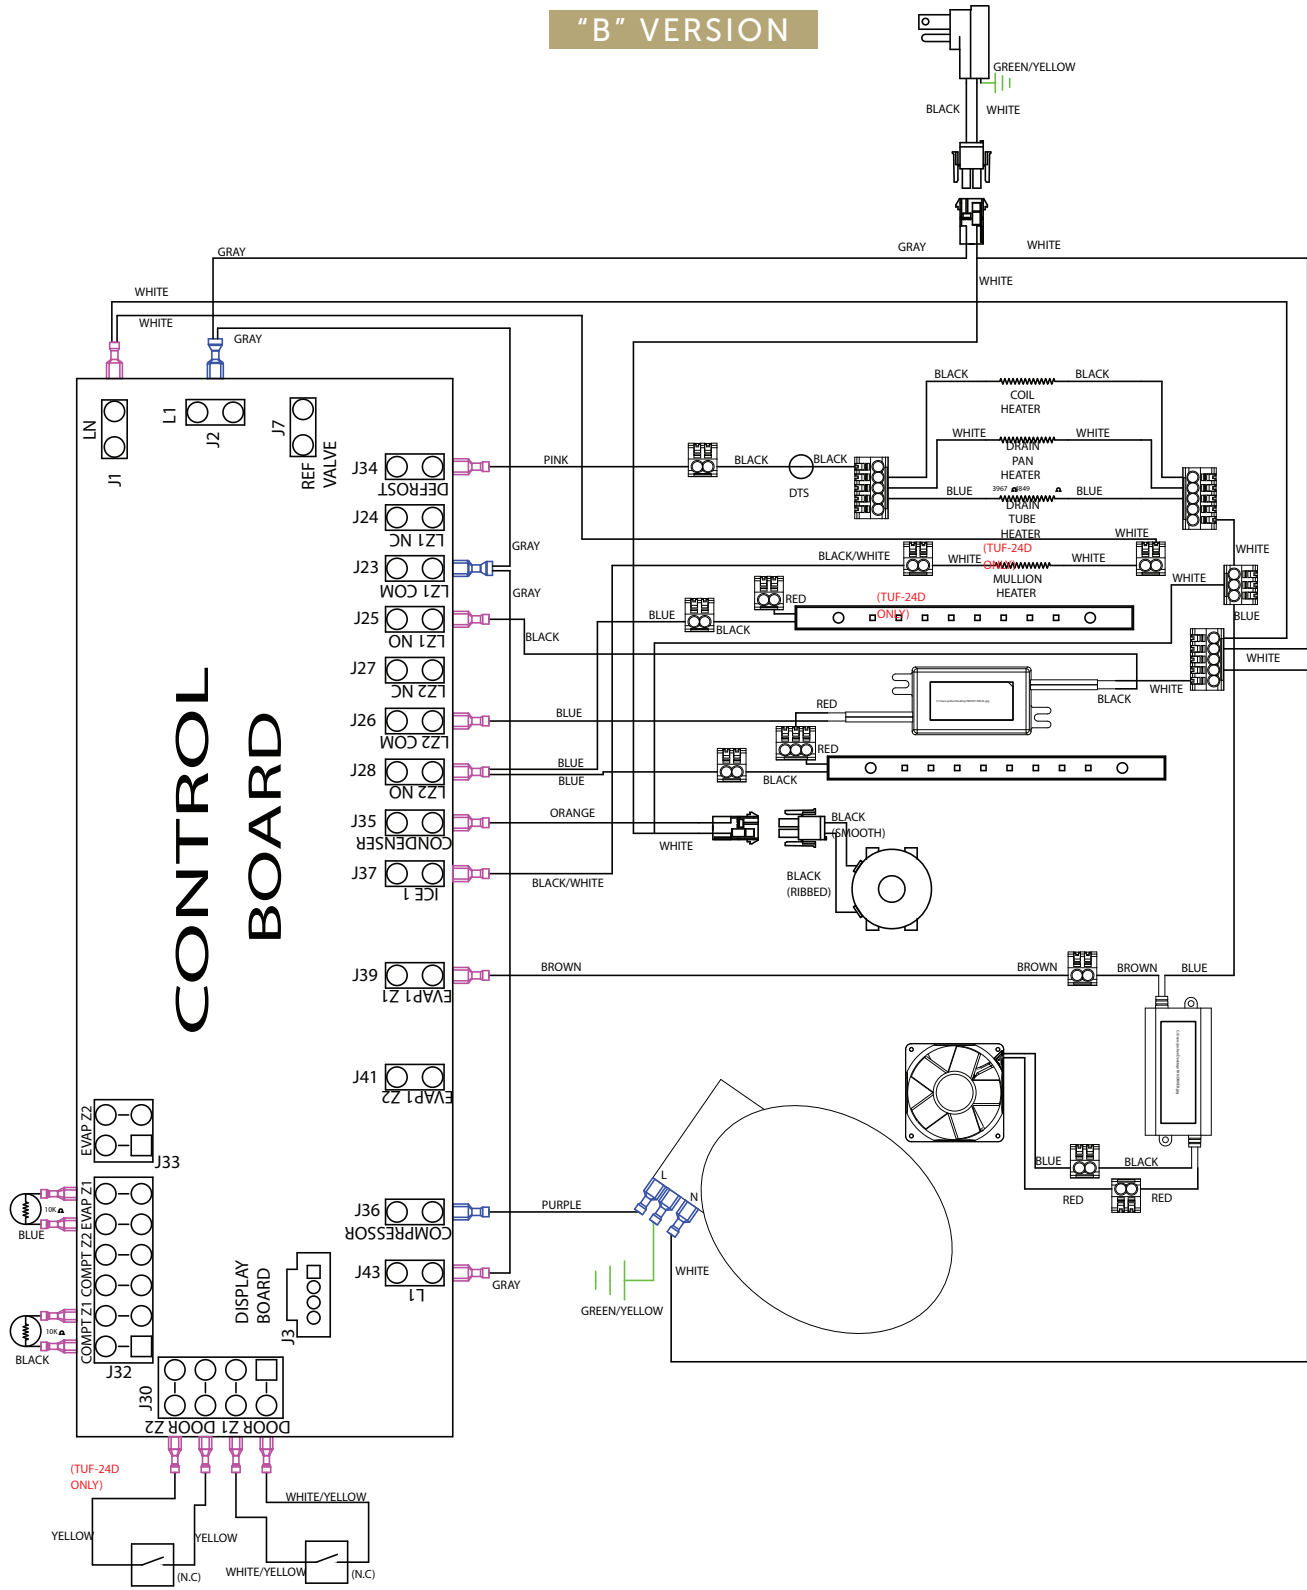 “B” VERSION
GREEN/YELLOW
BLACK
WHITE
GRAY
GRAY
WHITE
WHITE
WHITE
WHITE
GRAY
LN
J1
L1
J2
J7
REF
VALVE
J34
DEFROST
J24
LZ1 NC
J23
LZ1 COM
J25
LZ1 NO
J27
LZ2 NC
J26
LZ2 COM
J28
LZ2 NO
J35
CONDENSER
J37
ICE 1
J39
EVAP1 Z1
J41
EVAP1 Z2
J36
COMPRESSOR
J43
L1
CONTROL
BOARD
PINK
BLACK
BLACK
DTS
BLACK
BLACK
COIL
HEATER
WHITE
WHITE
DRAIN
PAN
HEATER
BLUE
3967
849
BLUE
DRAIN
TUBE
HEATER
GRAY
GRAY
BLACK
BLACK/WHITE
WHITE
(TUF-24D
ONLY)
WHITE
WHITE
MULLION
HEATER
WHITE
WHITE
BLUE
RED
(TUF-24D
ONLY)
BLUE
BLACK
WHITE
WHITE
BLACK
BLUE
RED
RED
BLUE
BLUE
BLACK
ORANGE
WHITE
BLACK
(SMOOTH)
BLACK
(RIBBED)
BLACK/WHITE
BROWN
BROWN
BROWN
BLUE
BLUE
BLACK
RED
RED
PURPLE
L
N
WHITE
GREEN/YELLOW
GRAY
EVAP Z2
J33
EVAP Z1
COMPT Z2
COMPT Z1
J32
10K Ω
BLUE
10K Ω
BLACK
DISPLAY
BOARD
J3
J30
DOOR Z2
DOOR Z1
(TUF-24D
ONLY)
YELLOW
YELLOW
(N.C)
WHITE/YELLOW
WHITE/YELLOW
(N.C)